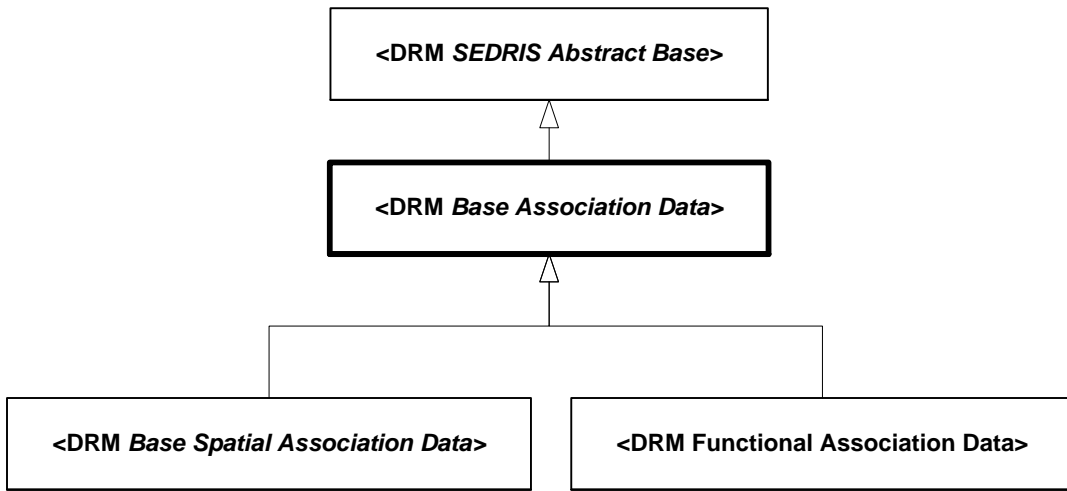 <DRM SEDRIS Abstract Base>
<DRM Base Association Data>
<DRM Base Spatial Association Data>
<DRM Functional Association Data>